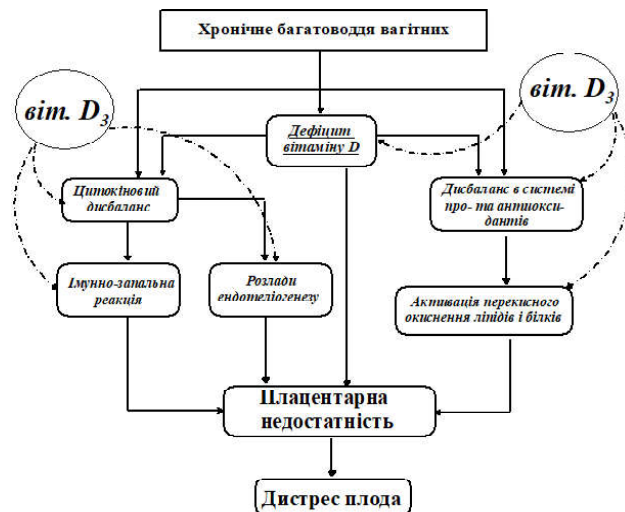 Хронічне багатоводдя вагітних
віт. D3
віт. D3
Дефіцит
вітаміну D
Цитокіновий
дисбаланс
Дисбаланс в системі
про- та антиокси-
дантів
Імунно-запальна
реакція
Розлади
ендотеліогенезу
Активація перекисного
окиснення ліпідів і білків
Плацентарна
недостатність
Дистрес плода